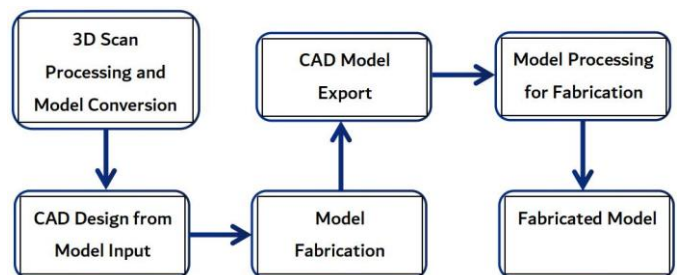 3D Scan
Processing and
Model Conversion
CAD Design from
Model Input
Model
Fabrication
CAD Model
Export
Model Processing
for Fabrication
Fabricated Model